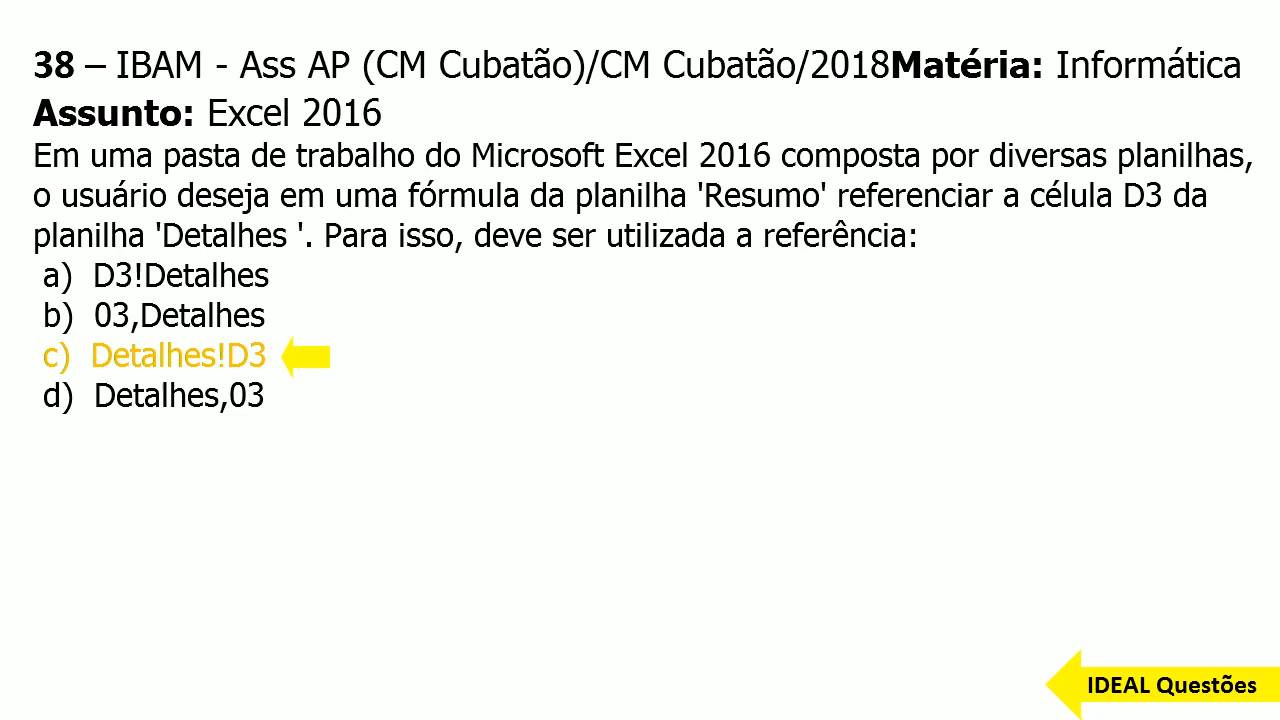 38 – IBAM - Ass AP (CM Cubatão)/CM Cubatão/2018Matéria: Informática
Assunto: Excel 2016
Em uma pasta de trabalho do Microsoft Excel 2016 composta por diversas planilhas,
o usuário deseja em uma fórmula da planilha 'Resumo' referenciar a célula D3 da
planilha 'Detalhes '. Para isso, deve ser utilizada a referência:
a) D3!Detalhes
b) 03,Detalhes
c) Detalhes!D3
d) Detalhes,03
IDEAL Questões